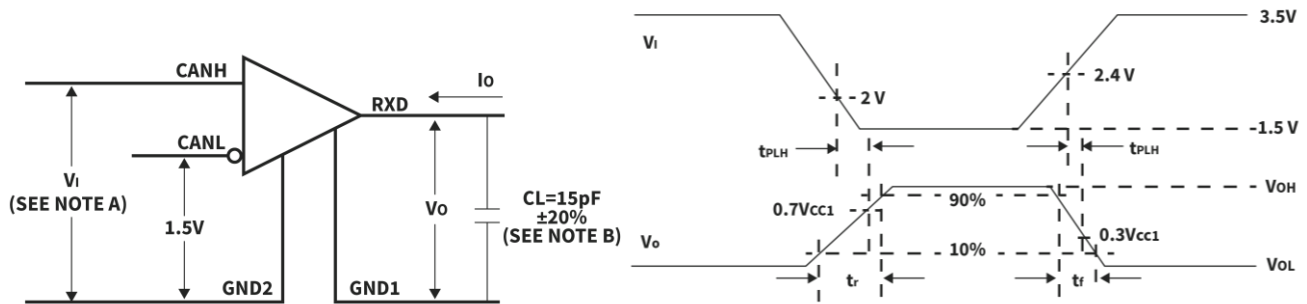 CANH
CANL
VI
(SEE NOTE A)
1.5V
GND2
RXD
IO
VO
CL=15pF
±20%
(SEE NOTE B)
GND1
VI
3.5V
2.4 V
2 V
1.5 V
tPLH
tPLH
VOH
90%
0.7VCC1
0.3VCC1
10%
Vo
VOL
tr
tf